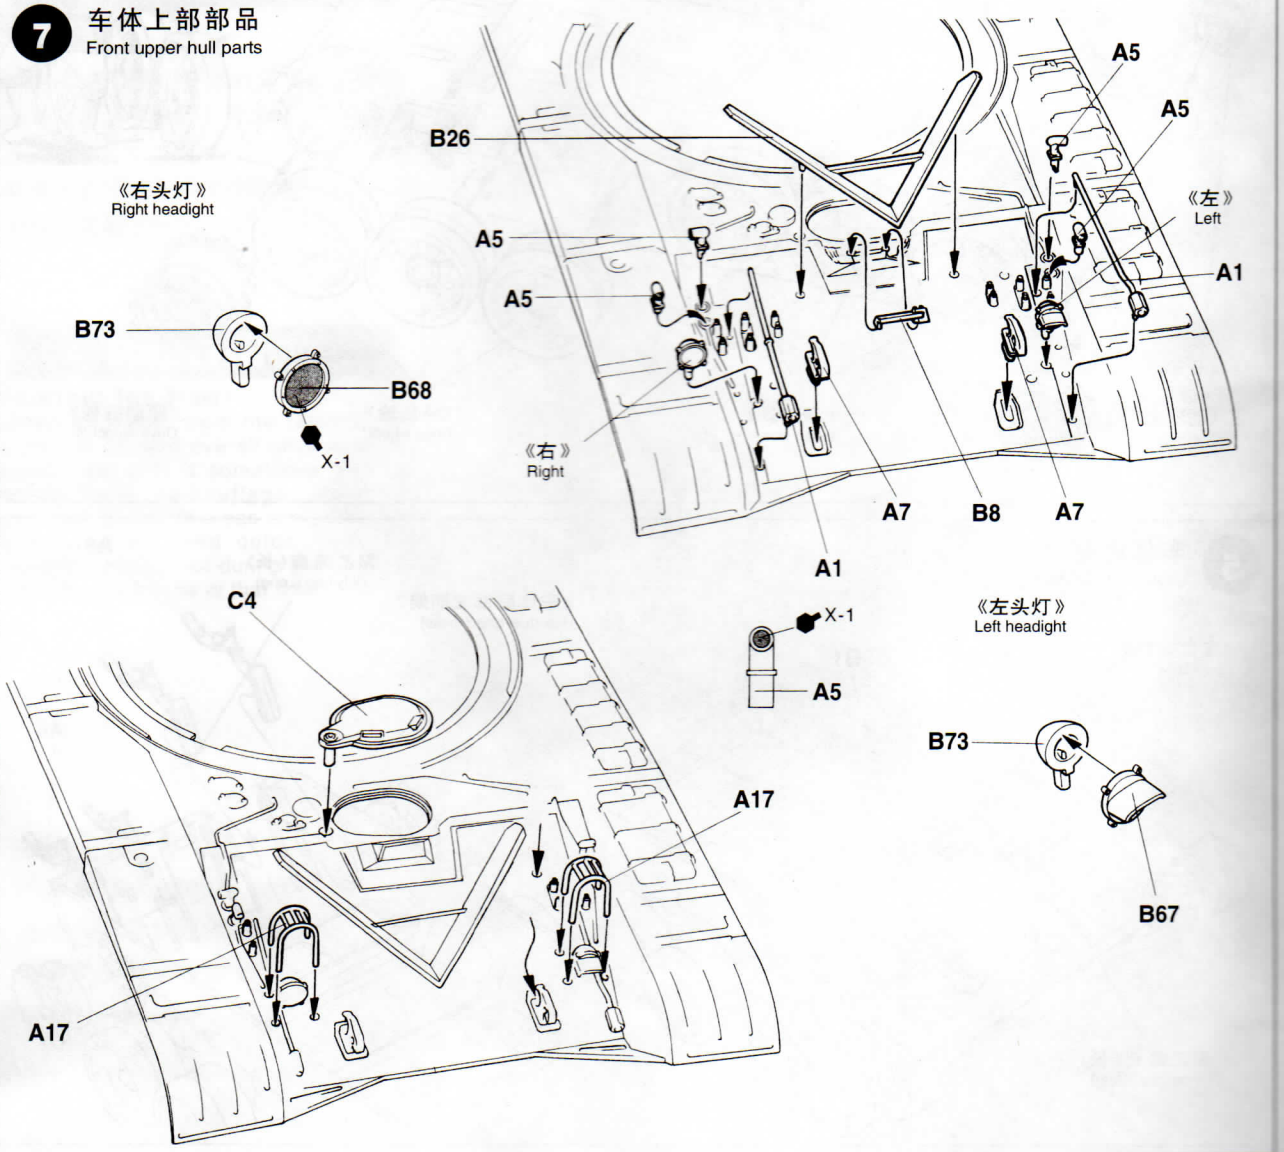 7
车体上部部品
Front upper hull parts
《右头灯》
Right headlight
B73
B68
X-1
B26
A5
A5
A5
A5
《左》
Left
A1
《右》
Right
A7
B8
A7
A1
C4
X-1
A5
《左头灯》
Left headight
B73
B67
A17
A17